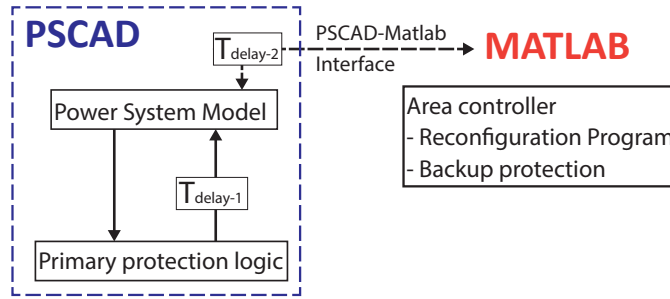 PSCAD
T delay-2
PSCAD-Matlab
Interface
MATLAB
Power System Model
Area controller
- Reconfiguration Program
- Backup protection
T delay-1
Primary protection logic